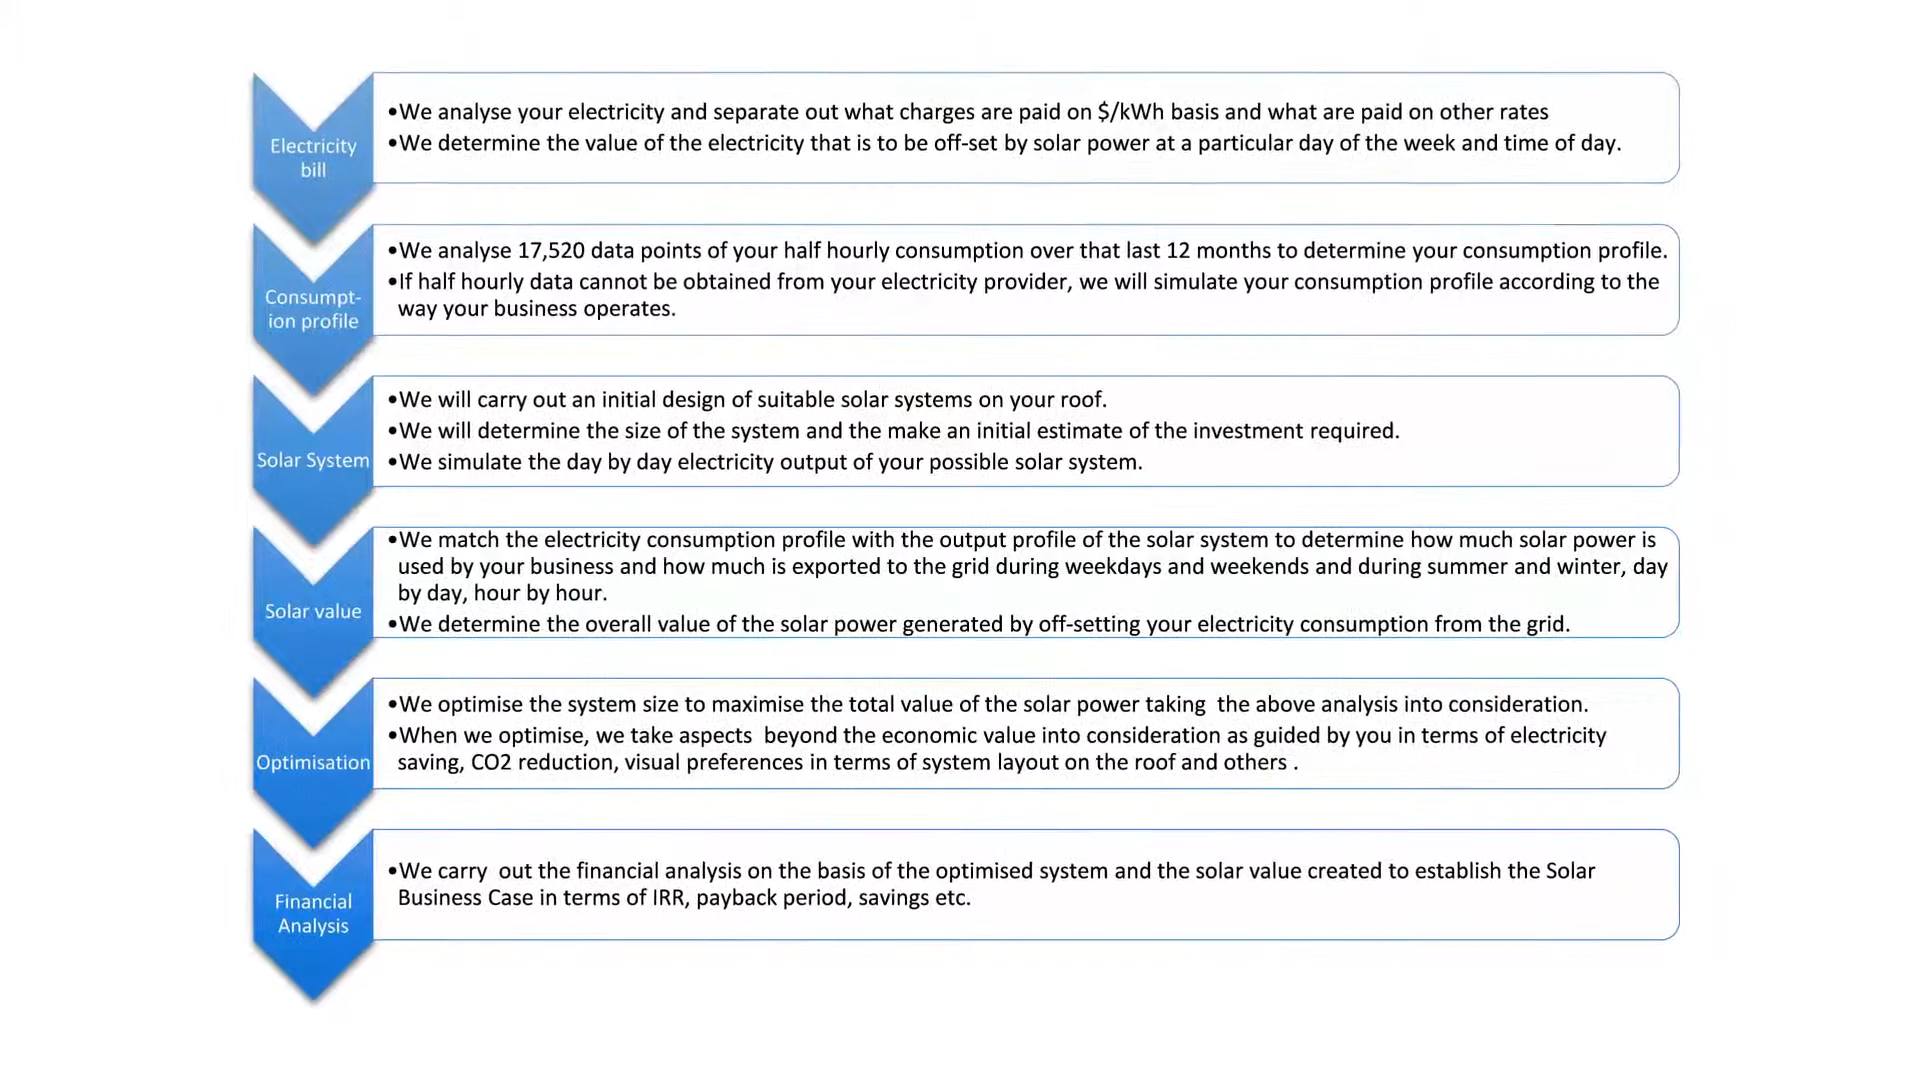 Electricity
bill
•We analyse your electricity and separate out what charges are paid on $/kWh basis and what are paid on other rates
•We determine the value of the electricity that is to be off-set by solar power at a particular day of the week and time of day.
Consumpt-
ion profile
•We analyse 17,520 data points of your half hourly consumption over that last 12 months to determine your consumption profile.
•If half hourly data cannot be obtained from your electricity provider, we will simulate your consumption profile according to the
way your business operates.
Solar System
•We will carry out an initial design of suitable solar systems on your roof.
•We will determine the size of the system and the make an initial estimate of the investment required.
•We simulate the day by day electricity output of your possible solar system.
Solar value
•We match the electricity consumption profile with the output profile of the solar system to determine how much solar power is
used by your business and how much is exported to the grid during weekdays and weekends and during summer and winter, day
by day, hour by hour.
•We determine the overall value of the solar power generated by off-setting your electricity consumption from the grid.
Optimisation
•We optimise the system size to maximise the total value of the solar power taking  the above analysis into consideration.
•When we optimise, we take aspects  beyond the economic value into consideration as guided by you in terms of electricity
saving, CO2 reduction, visual preferences in terms of system layout on the roof and others .
Financial
Analysis
•We carry  out the financial analysis on the basis of the optimised system and the solar value created to establish the Solar
Business Case in terms of IRR, payback period, savings etc.